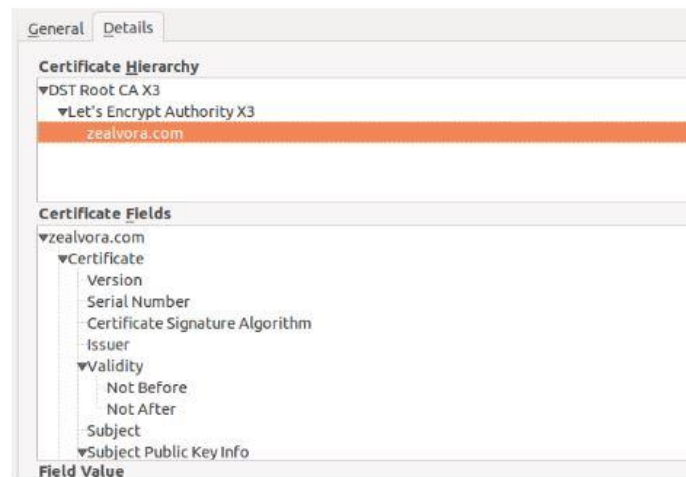 General Details
Certificate Hierarchy
DST Root CA X3
Let's Encrypt Authority X3
zealvora.com
Certificate Fields
zealvora.com
Certificate
Version
Serial Number
Certificate Signature Algorithm
Issuer
Validity
Not Before
Not After
Subject
Subject Public Key Info
Field Value